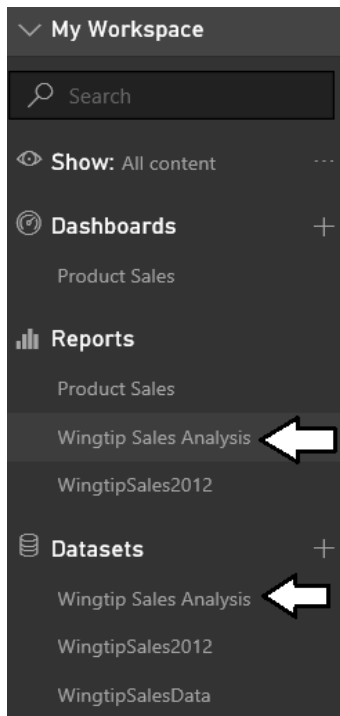 My Workspace
Search
Show: All content
Dashboards
Product Sales
Reports
Product Sales
Wingtip Sales Analysis
WingtipSales2012
Datasets
Wingtip Sales Analysis
WingtipSales2012
WingtipSalesData